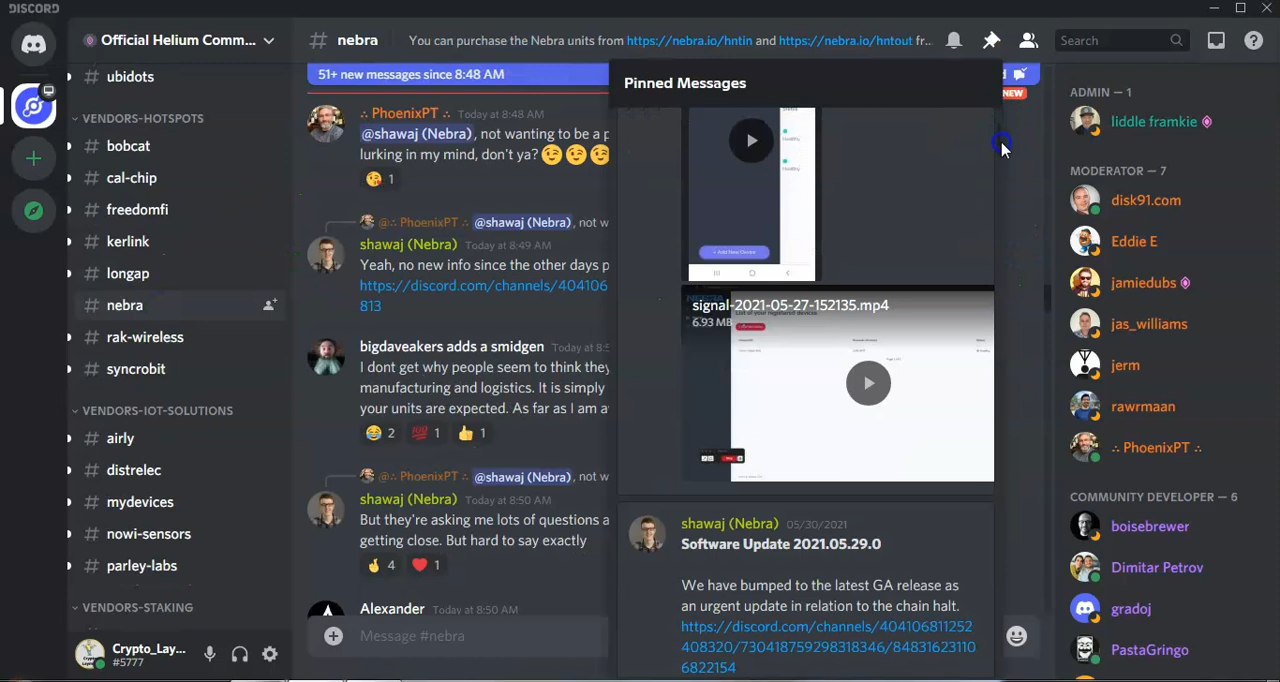 DISCORD
Official Helium Comm...
ubidots
VENDORS-HOTSPOTS
bobcat
cal-chip
freedomfi
kerlink
longap
nebra
rak-wireless
syncrobit
VENDORS-IOT-SOLUTIONS
airly
distrelec
mydevices
nowi-sensors
parley-labs
VENDORS-STAKING
Crypto_Lay...
#5777
# nebra
You can purchase the Nebra units from https://nebra.io/hntin and https://nebra.io/hntout fr...
Search
51+ new messages since 8:48 AM
NEW
∴ PhoenixPT ∴ Today at 8:48 AM
@shawaj (Nebra), not wanting to be a p
lurking in my mind, don't ya? 😉 😉 😉
😘 1
@∴ PhoenixPT ∴ @shawaj (Nebra), not w
shawaj (Nebra) Today at 8:49 AM
Yeah, no new info since the other days p
https://discord.com/channels/404106
813
bigdaveakers adds a smidgen Today at 8:5
I dont get why people seem to think they
manufacturing and logistics. It is simply
your units are expected. As far as I am a
😂 2 💯 1 👍 1
@∴ PhoenixPT ∴ @shawaj (Nebra), not w
shawaj (Nebra) Today at 8:50 AM
But they're asking me lots of questions a
getting close. But hard to say exactly
4 ❤️ 1
Alexander Today at 8:50 AM
Message #nebra
Pinned Messages
+ Add New Device
signal-2021-05-27-152135.mp4
6.93 MB
List of your registered devices
shawaj (Nebra) 05/30/2021
Software Update 2021.05.29.0
We have bumped to the latest GA release as
an urgent update in relation to the chain halt.
https://discord.com/channels/404106811252
408320/730418759298318346/84831623110
6822154
ADMIN — 1
liddle framkie
MODERATOR — 7
disk91.com
Eddie E
jamiedubs
jas_williams
jerm
rawrmaan
∴ PhoenixPT ∴
COMMUNITY DEVELOPER — 6
boisebrewer
Dimitar Petrov
gradoj
PastaGringo